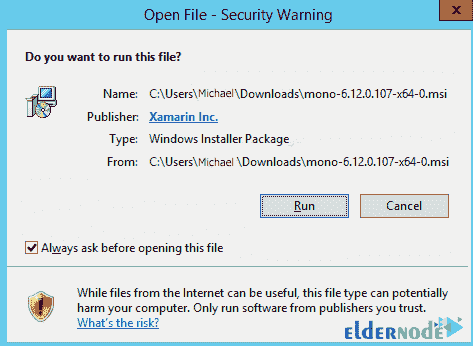 Open File - Security Warning
x
Do you want to run this file?
Name: C:\Users\Michael\Downloads\mono-6.12.0.107-x64-0.msi
Publisher: Xamarin Inc.
Type: Windows Installer Package
From: C:\Users\Michael \Downloads\mono-6.12.0.107-x64-0.msi
Run Cancel
Always ask before opening this file
While files from the Internet can be useful, this file type can potentially
harm your computer. Only run software from publishers you trust.
What's the risk?
elDERNODE